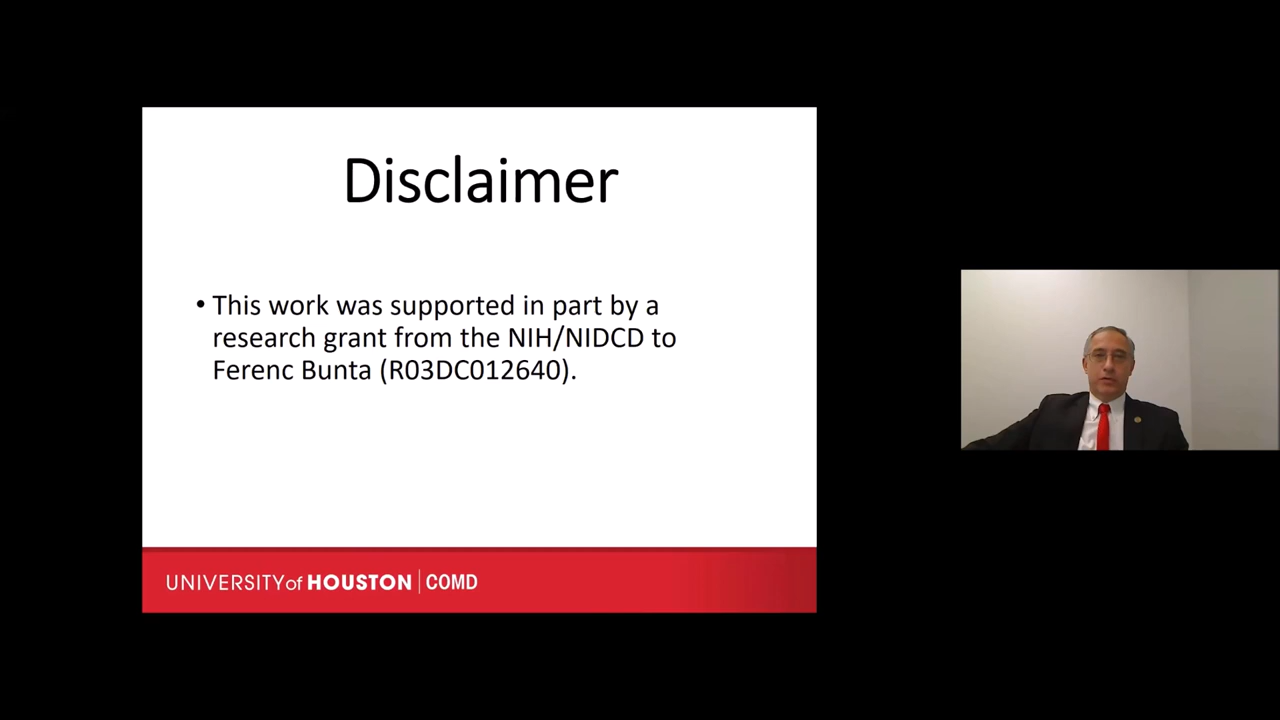 Disclaimer
• This work was supported in part by a
research grant from the NIH/NIDCD to
Ferenc Bunta (R03DC012640).
UNIVERSITY of HOUSTON | COMD